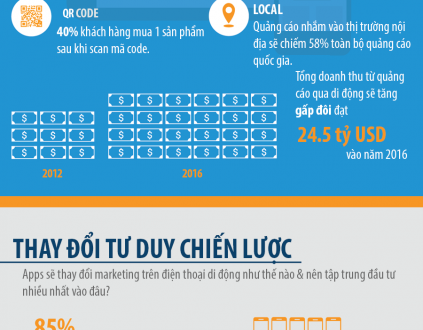 QR CODE
40% khách hàng mua 1 sản phẩm
sau khi scan mã code.
LOCAL
Quảng cáo nhắm vào thị trường nội
địa sẽ chiếm 58% toàn bộ quảng cáo
quốc gia.
Tổng doanh thu từ quảng
cáo qua di động sẽ tăng
gấp đôi đạt
24.5 tỷ USD
vào năm 2016
2012
2016
THAY ĐỔI TƯ DUY CHIẾN LƯỢC
Apps sẽ thay đổi marketing trên điện thoại di động như thế nào & nên tập trung đầu tư
nhiều nhất vào đâu?
85%